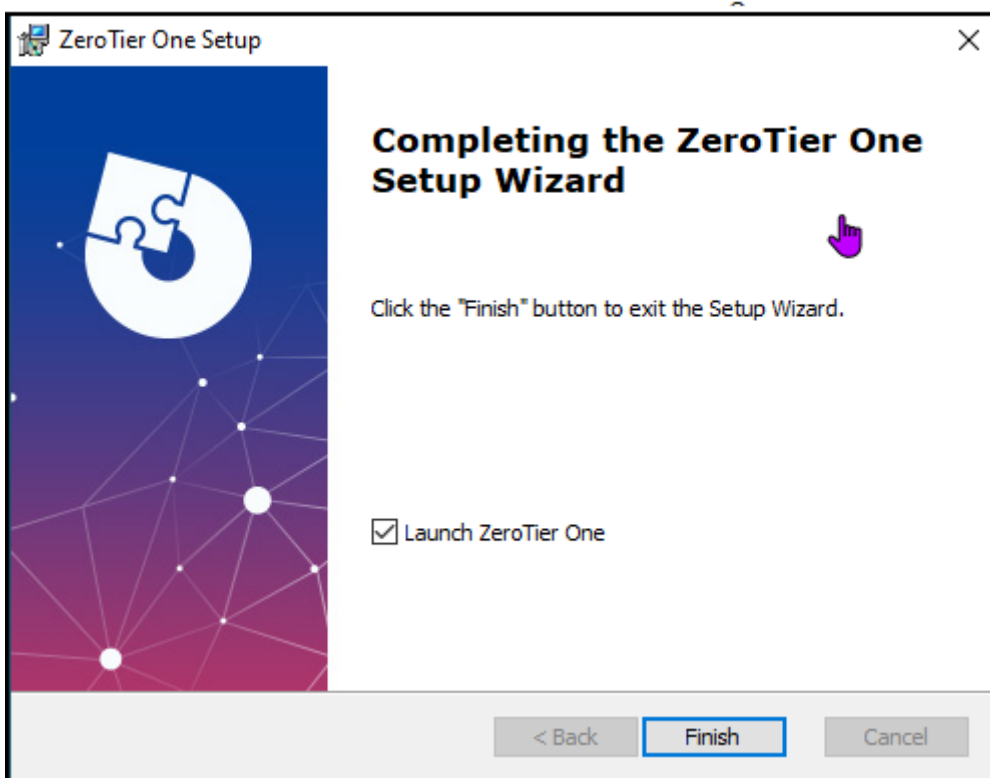 ZeroTier One Setup
Completing the ZeroTier One
Setup Wizard
Click the "Finish" button to exit the Setup Wizard.
Launch ZeroTier One
< Back
Finish
Cancel